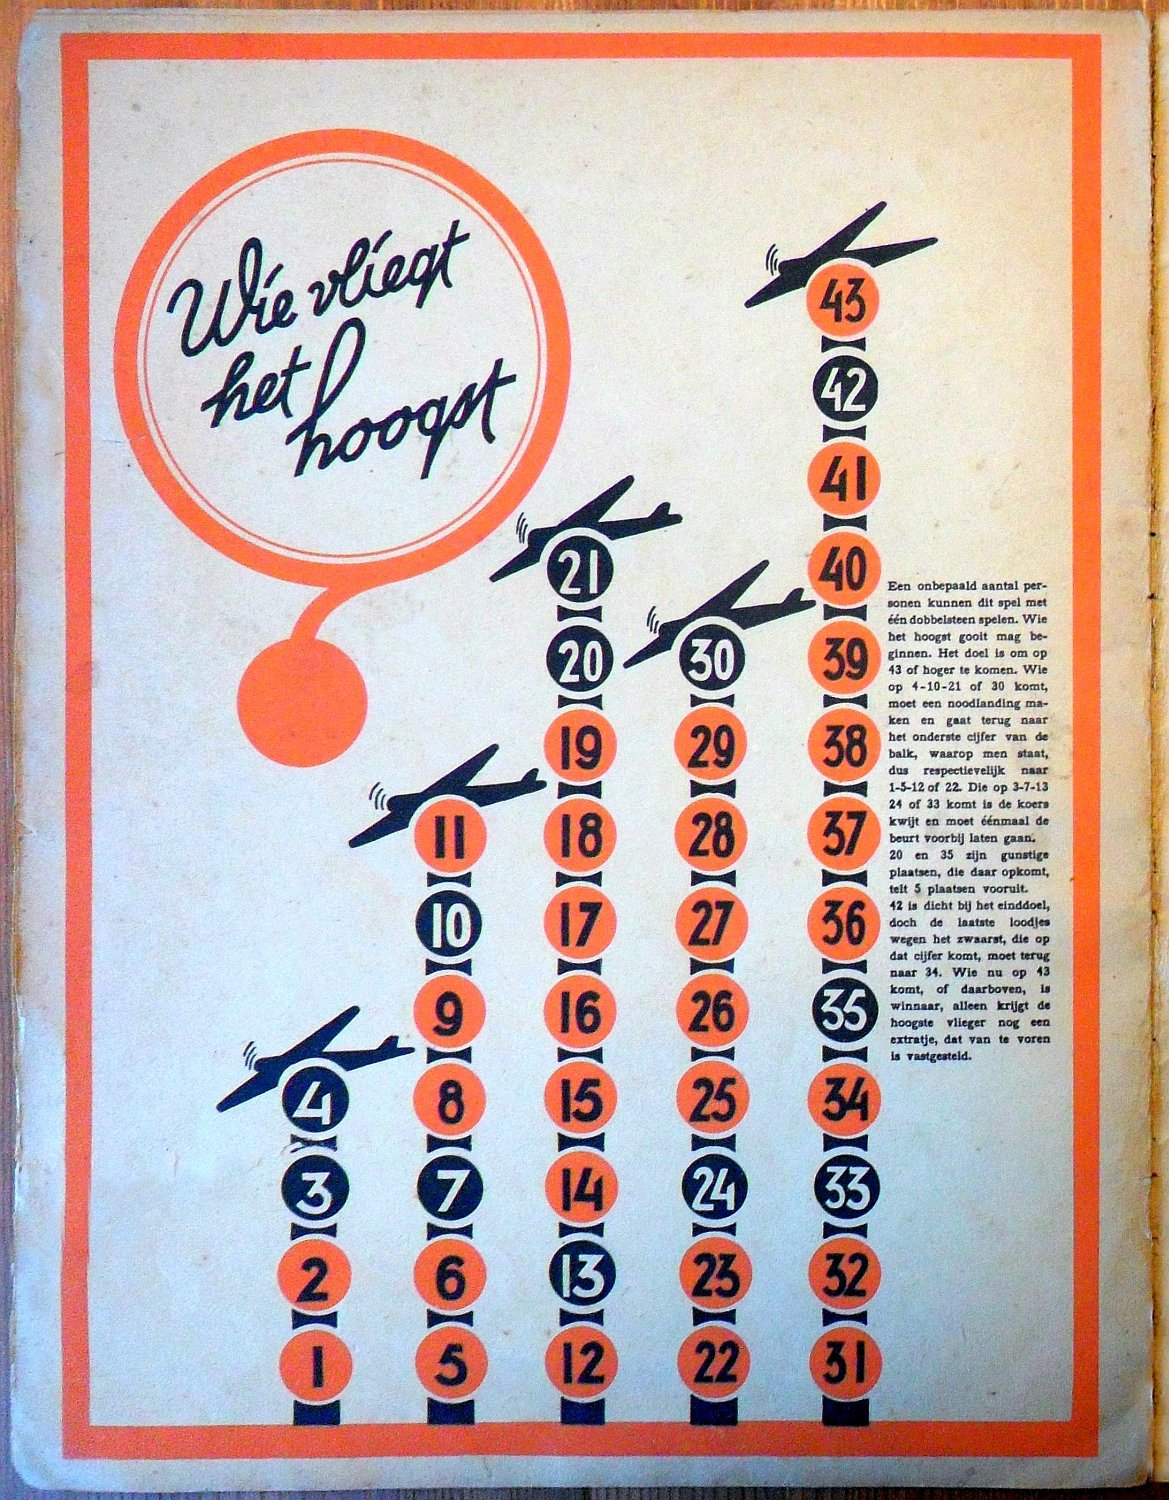 Wie vliegt
het
hoogst
43
42
41
40
39
38
37
36
35
34
33
32
31
30
29
28
27
26
25
24
23
22
21
20
19
18
17
16
15
14
13
12
11
10
9
8
7
6
5
4
3
2
1
Een onbepaald aantal per-
sonen kunnen dit spel met
één dobbelsteen spelen. Wie
het hoogst gooit mag be-
ginnen. Het doel is om op
43 of hoger te komen. Wie
op 4-10-21 of 30 komt,
moet een noodlanding ma-
ken en gaat terug naar
het onderste cijfer van de
balk, waarop men staat,
dus respectievelijk naar
1-5-12 of 22. Die op 3-7-13
24 of 33 komt is de koers
kwijt en moet éénmaal de
beurt voorbij laten gaan.
20 en 35 zijn gunstige
plaatsen, die daar opkomt,
telt 5 plaatsen vooruit.
42 is dicht bij het einddoel,
doch de laatste loodjes
wegen het zwaarst, die op
dat cijfer komt, moet terug
naar 34. Wie nu op 43
komt, of daarboven, is
winnaar, alleen krijgt de
hoogste vlieger nog een
extratje, dat van te voren
is vastgesteld.